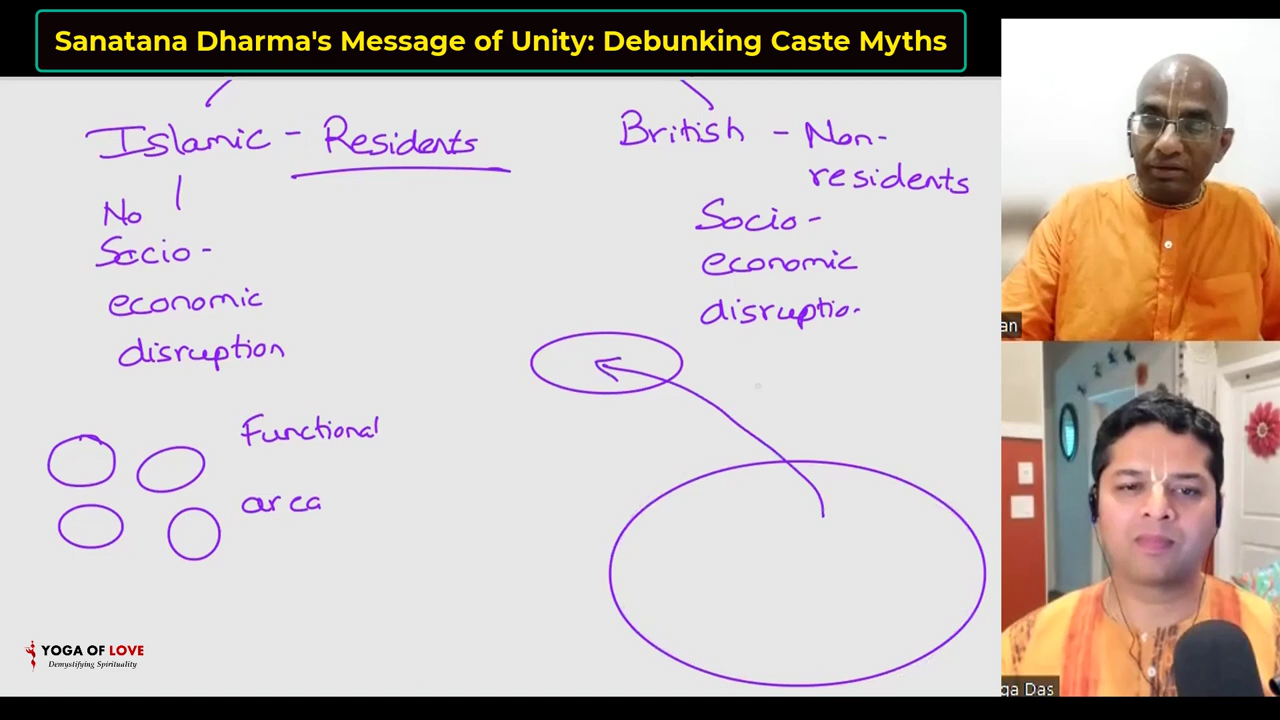 Sanatana Dharma's Message of Unity: Debunking Caste Myths
Islamic - Residents
No
Socio-
economic
disruption
Functional
area
British - Non-
residents
Socio-
economic
disruptio
an
ga Das
YOGA OF LOVE
Demystifying Spirituality